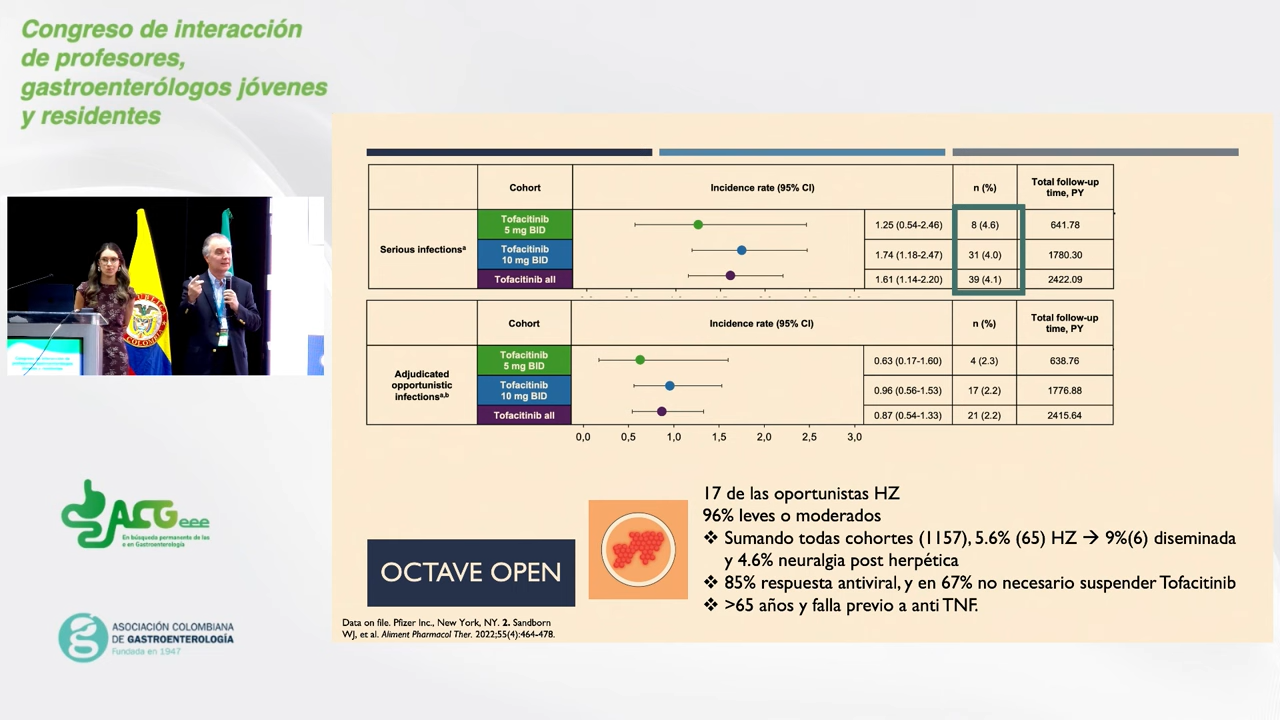 Congreso de interacción
de profesores,
gastroenterólogos jóvenes
y residentes
Cohort
Incidence rate (95% CI)
n (%)
Total follow-up
time, PY
Serious infectionsᵃ
Tofacitinib
5 mg BID
1.25 (0.54-2.46)
8 (4.6)
641.78
Tofacitinib
10 mg BID
1.74 (1.18-2.47)
31 (4.0)
1780.30
Tofacitinib all
1.61 (1.14-2.20)
39 (4.1)
2422.09
Cohort
Incidence rate (95% CI)
n (%)
Total follow-up
time, PY
Adjudicated
opportunistic
infectionsᵃ,ᵇ
Tofacitinib
5 mg BID
0.63 (0.17-1.60)
4 (2.3)
638.76
Tofacitinib
10 mg BID
0.96 (0.56-1.53)
17 (2.2)
1776.88
Tofacitinib all
0.87 (0.54-1.33)
21 (2.2)
2415.64
0,0 0,5 1,0 1,5 2,0 2,5 3,0
17 de las oportunistas HZ
96% leves o moderados
❖ Sumando todas cohortes (1157), 5.6% (65) HZ → 9%(6) diseminada
y 4.6% neuralgia post herpética
❖ 85% respuesta antiviral, y en 67% no necesario suspender Tofacitinib
❖ >65 años y falla previo a anti TNF.
OCTAVE OPEN
Data on file. Pfizer Inc., New York, NY. 2. Sandborn
WJ, et al. Aliment Pharmacol Ther. 2022;55(4):464-478.
ACGeee
En búsqueda permanente de las
e en Gastroenterología
ASOCIACIÓN COLOMBIANA
DE GASTROENTEROLOGÍA
Fundada en 1947
COLOMBIA